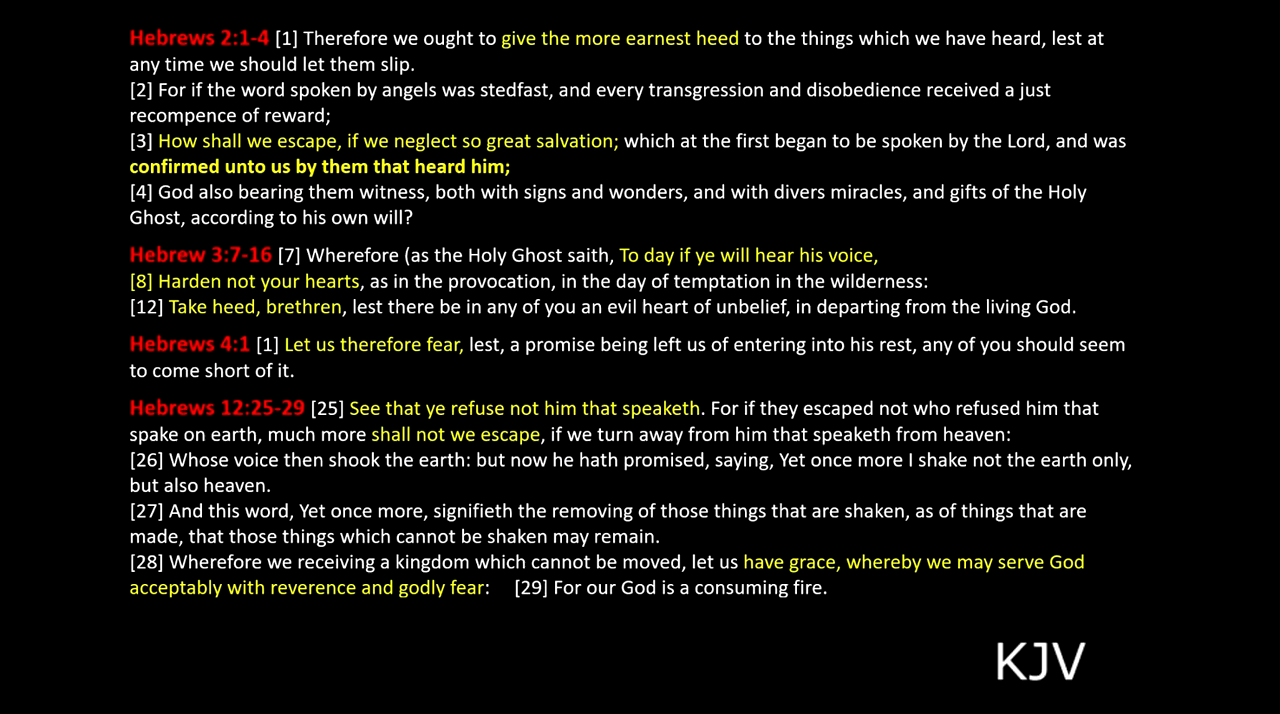 Hebrews 2:1-4 [1] Therefore we ought to give the more earnest heed to the things which we have heard, lest at
any time we should let them slip.
[2] For if the word spoken by angels was stedfast, and every transgression and disobedience received a just
recompence of reward;
[3] How shall we escape, if we neglect so great salvation; which at the first began to be spoken by the Lord, and was
confirmed unto us by them that heard him;
[4] God also bearing them witness, both with signs and wonders, and with divers miracles, and gifts of the Holy
Ghost, according to his own will?
Hebrew 3:7-16 [7] Wherefore (as the Holy Ghost saith, To day if ye will hear his voice,
[8] Harden not your hearts, as in the provocation, in the day of temptation in the wilderness:
[12] Take heed, brethren, lest there be in any of you an evil heart of unbelief, in departing from the living God.
Hebrews 4:1 [1] Let us therefore fear, lest, a promise being left us of entering into his rest, any of you should seem
to come short of it.
Hebrews 12:25-29 [25] See that ye refuse not him that speaketh. For if they escaped not who refused him that
spake on earth, much more shall not we escape, if we turn away from him that speaketh from heaven:
[26] Whose voice then shook the earth: but now he hath promised, saying, Yet once more I shake not the earth only,
but also heaven.
[27] And this word, Yet once more, signifieth the removing of those things that are shaken, as of things that are
made, that those things which cannot be shaken may remain.
[28] Wherefore we receiving a kingdom which cannot be moved, let us have grace, whereby we may serve God
acceptably with reverence and godly fear: [29] For our God is a consuming fire.
KJV